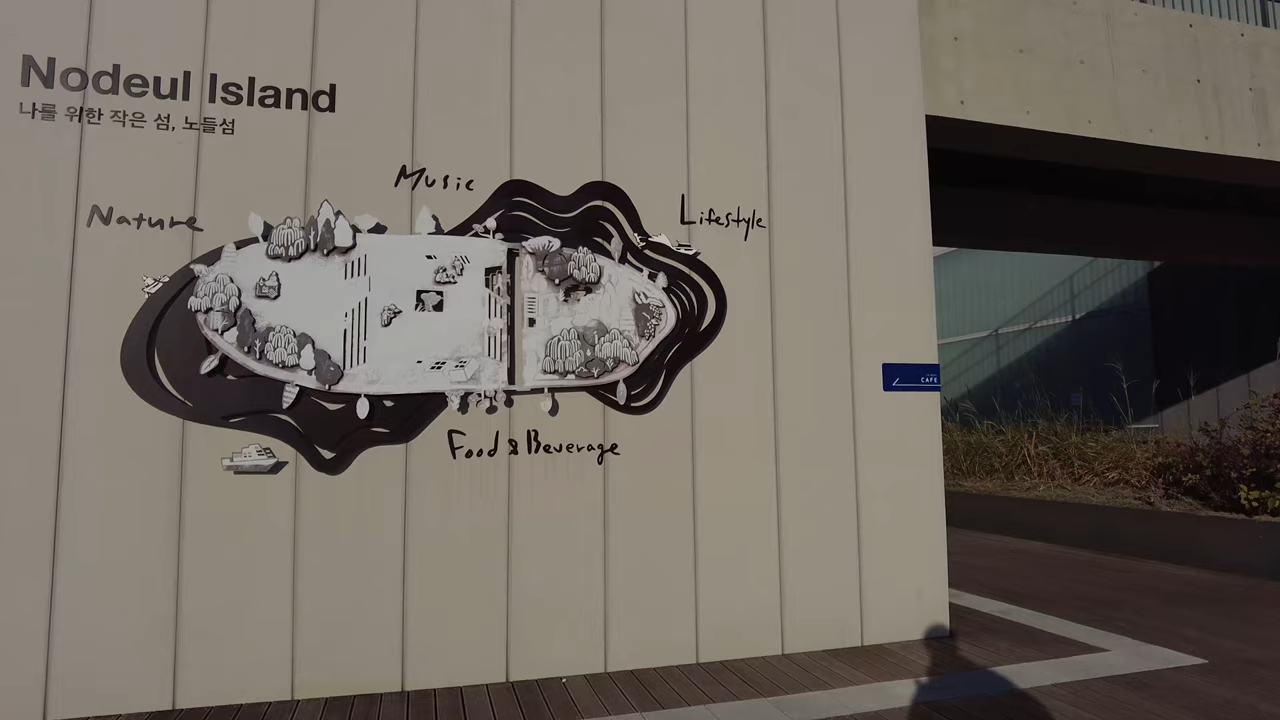 Nodeul Island
나를 위한 작은 섬, 노들섬
Music
Nature
Lifestyle
Food & Beverage
CAFE